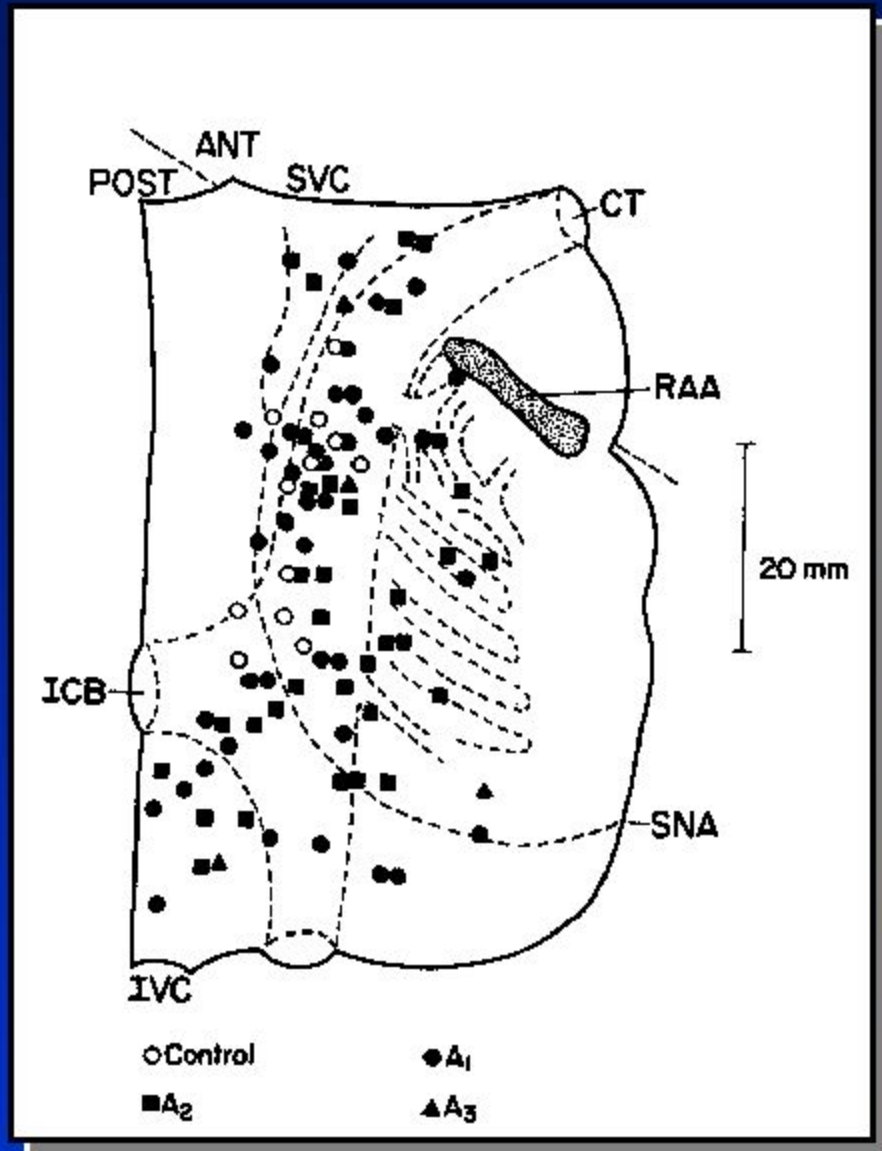 ANT
POST
SVC
CT
RAA
20 mm
ICB
SNA
IVC
Control
A₁
A₂
A₃